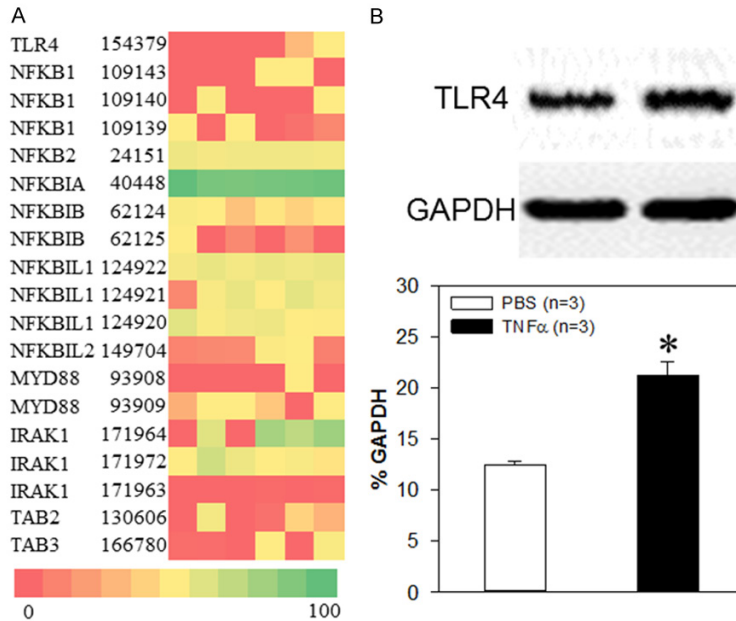 A
TLR4 154379
NFKB1 109143
NFKB1 109140
NFKB1 109139
NFKB2 24151
NFKBIA 40448
NFKBIB 62124
NFKBIB 62125
NFKBIL1 124922
NFKBIL1 124921
NFKBIL1 124920
NFKBIL2 149704
MYD88 93908
MYD88 93909
IRAK1 171964
IRAK1 171972
IRAK1 171963
TAB2 130606
TAB3 166780
0 100
B
TLR4
GAPDH
30
25
20
15
10
5
0
% GAPDH
PBS (n=3)
TNFα (n=3)
*